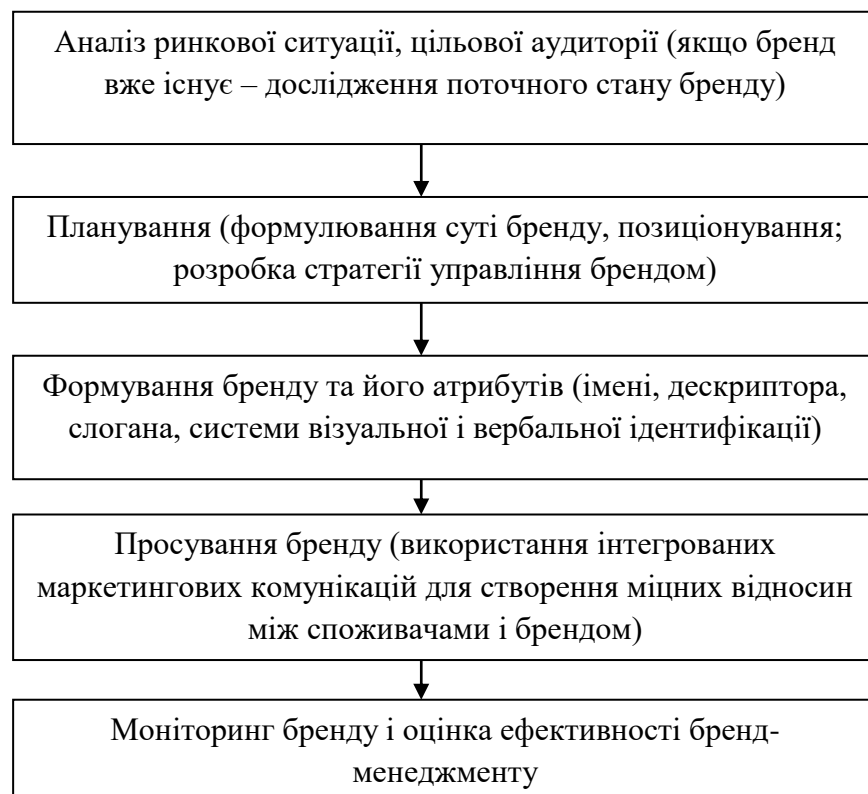 Аналіз ринкової ситуації, цільової аудиторії (якщо бренд
вже існує – дослідження поточного стану бренду)
Планування (формулювання суті бренду, позиціонування;
розробка стратегії управління брендом)
Формування бренду та його атрибутів (імені, дескриптора,
слогана, системи візуальної і вербальної ідентифікації)
Просування бренду (використання інтегрованих
маркетингових комунікацій для створення міцних відносин
між споживачами і брендом)
Моніторинг бренду і оцінка ефективності бренд-
менеджменту